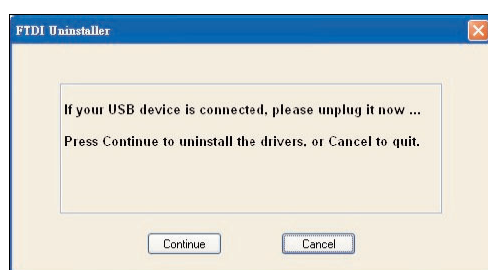 FTDI Uninstaller
If your USB device is connected, please unplug it now ...
Press Continue to uninstall the drivers, or Cancel to quit.
Continue
Cancel